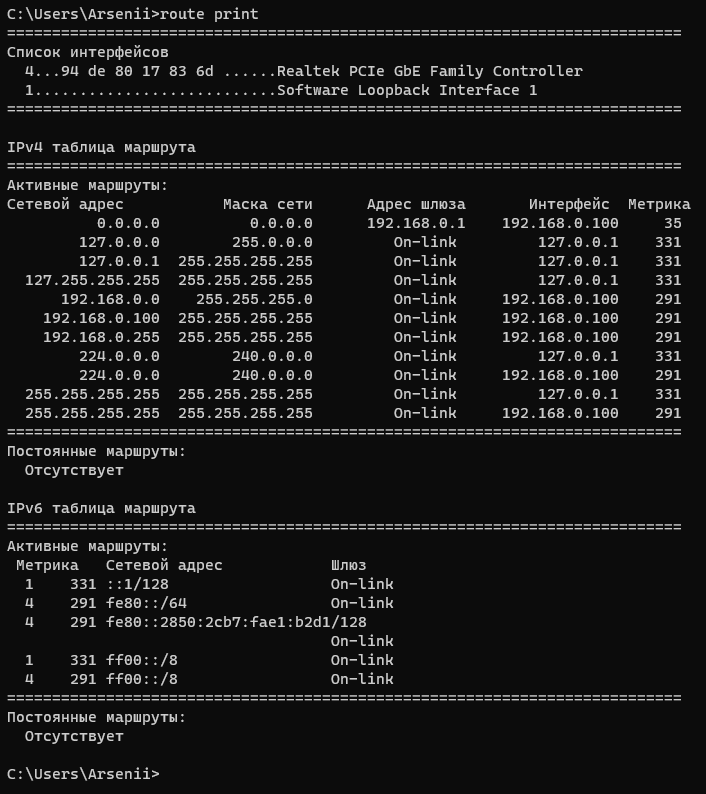 C:\Users\Arsenii>route print
===========================================================================
Список интерфейсов
  4...94 de 80 17 83 6d ......Realtek PCIe GbE Family Controller
  1...........................Software Loopback Interface 1
===========================================================================

IPv4 таблица маршрута
===========================================================================
Активные маршруты:
Сетевой адрес           Маска сети      Адрес шлюза       Интерфейс  Метрика
          0.0.0.0          0.0.0.0      192.168.0.1    192.168.0.100     35
        127.0.0.0        255.0.0.0         On-link         127.0.0.1    331
        127.0.0.1  255.255.255.255         On-link         127.0.0.1    331
  127.255.255.255  255.255.255.255         On-link         127.0.0.1    331
      192.168.0.0    255.255.255.0         On-link     192.168.0.100    291
    192.168.0.100  255.255.255.255         On-link     192.168.0.100    291
    192.168.0.255  255.255.255.255         On-link     192.168.0.100    291
        224.0.0.0        240.0.0.0         On-link         127.0.0.1    331
        224.0.0.0        240.0.0.0         On-link     192.168.0.100    291
  255.255.255.255  255.255.255.255         On-link         127.0.0.1    331
  255.255.255.255  255.255.255.255         On-link     192.168.0.100    291
===========================================================================
Постоянные маршруты:
  Отсутствует

IPv6 таблица маршрута
===========================================================================
Активные маршруты:
 Метрика   Сетевой адрес            Шлюз
  1    331 ::1/128                  On-link
  4    291 fe80::/64                On-link
  4    291 fe80::2850:2cb7:fae1:b2d1/128
                                    On-link
  1    331 ff00::/8                 On-link
  4    291 ff00::/8                 On-link
===========================================================================
Постоянные маршруты:
  Отсутствует

C:\Users\Arsenii>